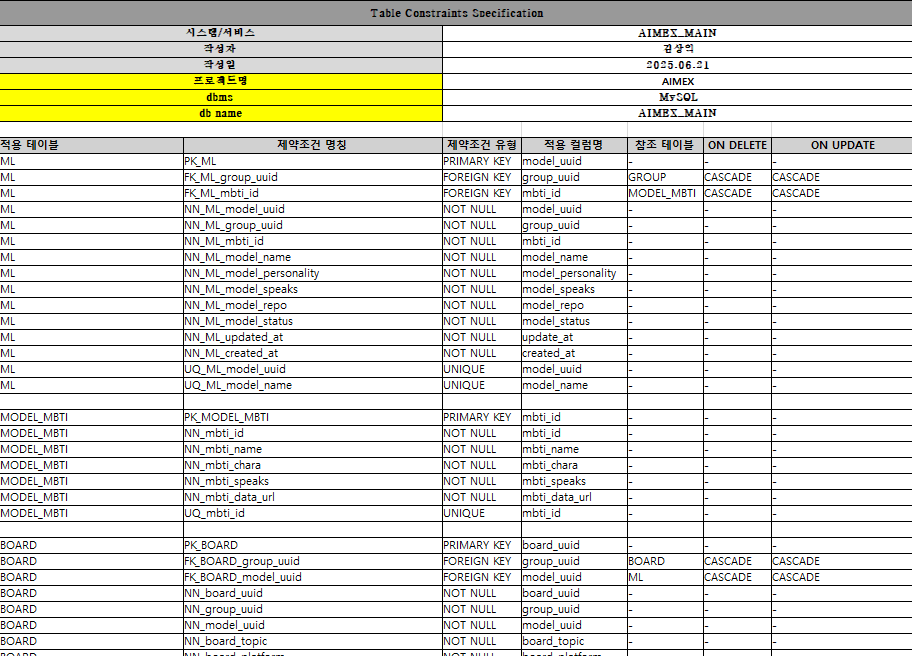 Table Constraints Specification
시스템/서비스 AIMEX_MAIN
작성자 김상익
작성일 2025.06.21
프로젝트명 AIMEX
dbms MySQL
db name AIMEX_MAIN
적용 테이블 제약조건 명칭 제약조건 유형 적용 컬럼명 참조 테이블 ON DELETE ON UPDATE
ML PK_ML PRIMARY KEY model_uuid - - -
ML FK_ML_group_uuid FOREIGN KEY group_uuid GROUP CASCADE CASCADE
ML FK_ML_mbti_id FOREIGN KEY mbti_id MODEL_MBTI CASCADE CASCADE
ML NN_ML_model_uuid NOT NULL model_uuid - - -
ML NN_ML_group_uuid NOT NULL group_uuid - - -
ML NN_ML_mbti_id NOT NULL mbti_id - - -
ML NN_ML_model_name NOT NULL model_name - - -
ML NN_ML_model_personality NOT NULL model_personality - - -
ML NN_ML_model_speaks NOT NULL model_speaks - - -
ML NN_ML_model_repo NOT NULL model_repo - - -
ML NN_ML_model_status NOT NULL model_status - - -
ML NN_ML_updated_at NOT NULL update_at - - -
ML NN_ML_created_at NOT NULL created_at - - -
ML UQ_ML_model_uuid UNIQUE model_uuid - - -
ML UQ_ML_model_name UNIQUE model_name - - -
MODEL_MBTI PK_MODEL_MBTI PRIMARY KEY mbti_id - - -
MODEL_MBTI NN_mbti_id NOT NULL mbti_id - - -
MODEL_MBTI NN_mbti_name NOT NULL mbti_name - - -
MODEL_MBTI NN_mbti_chara NOT NULL mbti_chara - - -
MODEL_MBTI NN_mbti_speaks NOT NULL mbti_speaks - - -
MODEL_MBTI NN_mbti_data_url NOT NULL mbti_data_url - - -
MODEL_MBTI UQ_mbti_id UNIQUE mbti_id - - -
BOARD PK_BOARD PRIMARY KEY board_uuid - - -
BOARD FK_BOARD_group_uuid FOREIGN KEY group_uuid BOARD CASCADE CASCADE
BOARD FK_BOARD_model_uuid FOREIGN KEY model_uuid ML CASCADE CASCADE
BOARD NN_board_uuid NOT NULL board_uuid - - -
BOARD NN_group_uuid NOT NULL group_uuid - - -
BOARD NN_model_uuid NOT NULL model_uuid - - -
BOARD NN_board_topic NOT NULL board_topic - - -
BOARD NN_board_platform NOT NULL board_platform